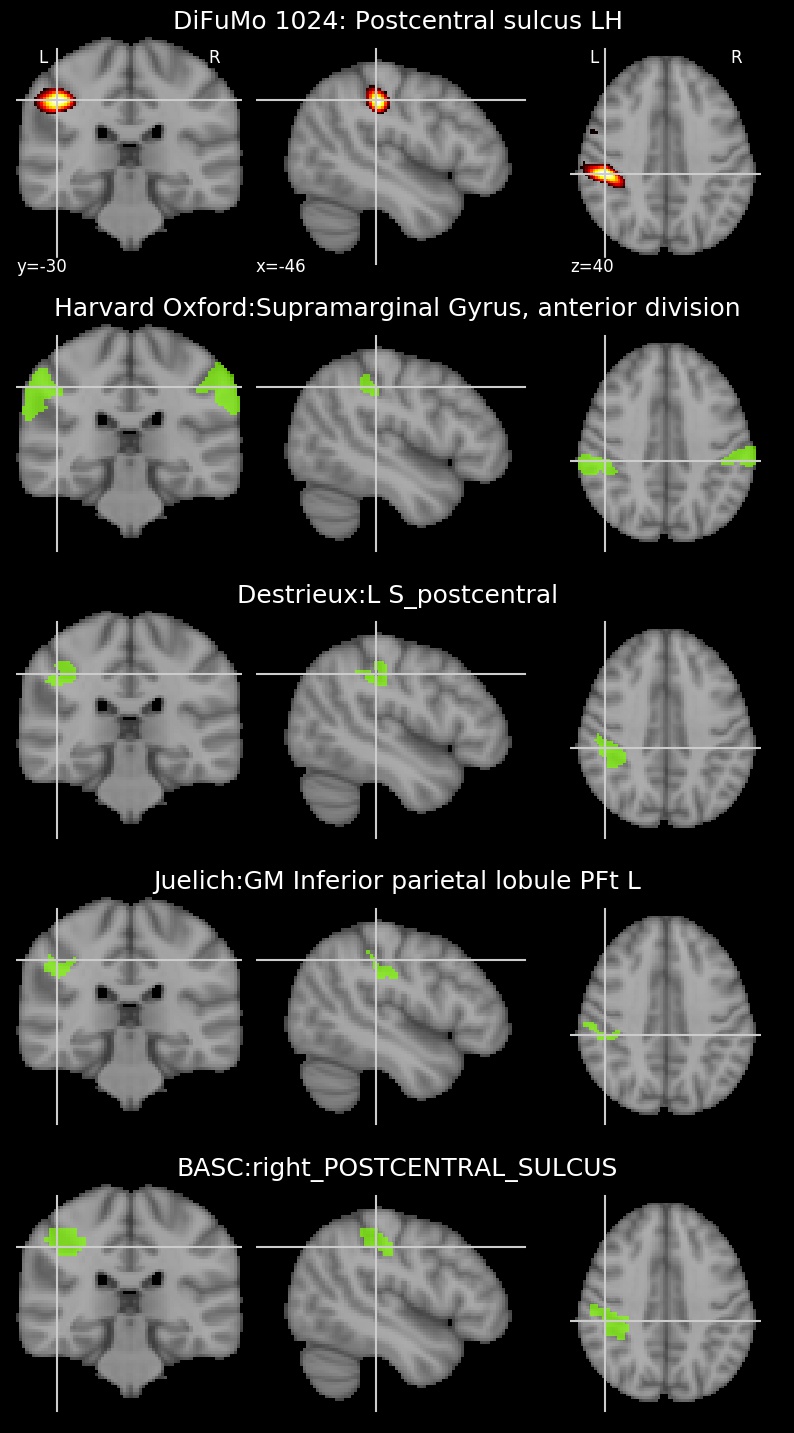 DiFuMo 1024: Postcentral sulcus LH
L R L R
y=-30 x=-46 z=40
Harvard Oxford:Supramarginal Gyrus, anterior division
Destrieux:L S_postcentral
Juelich:GM Inferior parietal lobule PFt L
BASC:right_POSTCENTRAL_SULCUS